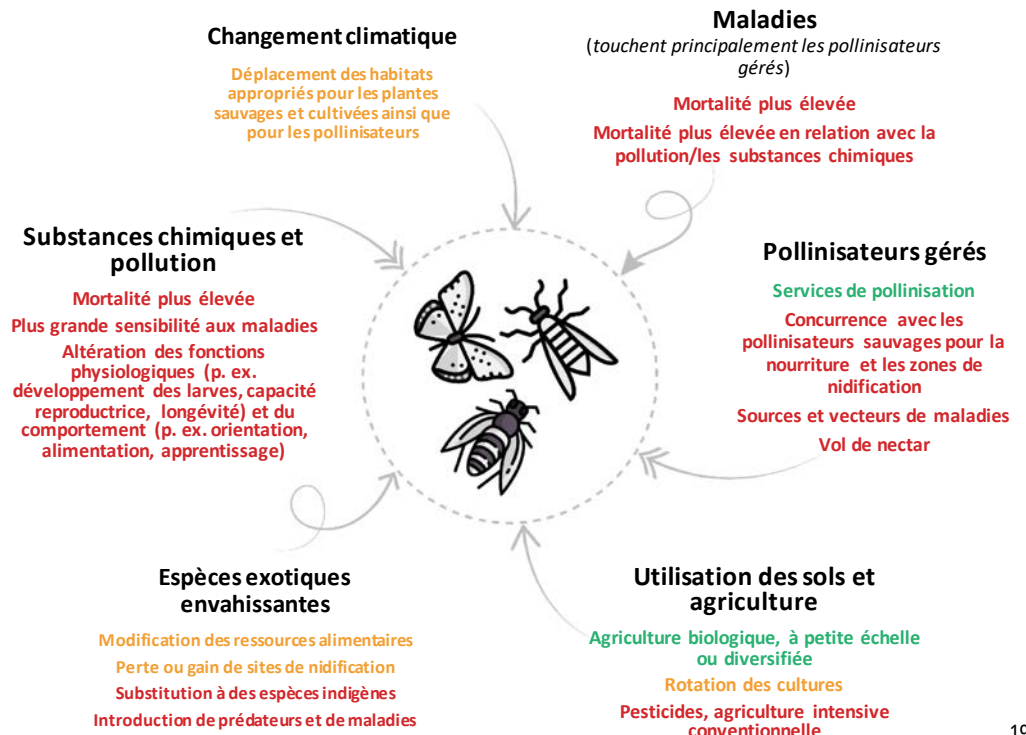 Changement climatique
Déplacement des habitats
appropriés pour les plantes
sauvages et cultivées ainsi que
pour les pollinisateurs
Maladies
(touchent principalement les pollinisateurs
gérés)
Mortalité plus élevée
Mortalité plus élevée en relation avec la
pollution/les substances chimiques
Substances chimiques et
pollution
Mortalité plus élevée
Plus grande sensibilité aux maladies
Altération des fonctions
physiologiques (p. ex.
développement des larves, capacité
reproductrice, longévité) et du
comportement (p. ex. orientation,
alimentation, apprentissage)
Pollinisateurs gérés
Services de pollinisation
Concurrence avec les
pollinisateurs sauvages pour la
nourriture et les zones de
nidification
Sources et vecteurs de maladies
Vol de nectar
Espèces exotiques
envahissantes
Modification des ressources alimentaires
Perte ou gain de sites de nidification
Substitution à des espèces indigènes
Introduction de prédateurs et de maladies
Utilisation des sols et
agriculture
Agriculture biologique, à petite échelle
ou diversifiée
Rotation des cultures
Pesticides, agriculture intensive
conventionnelle